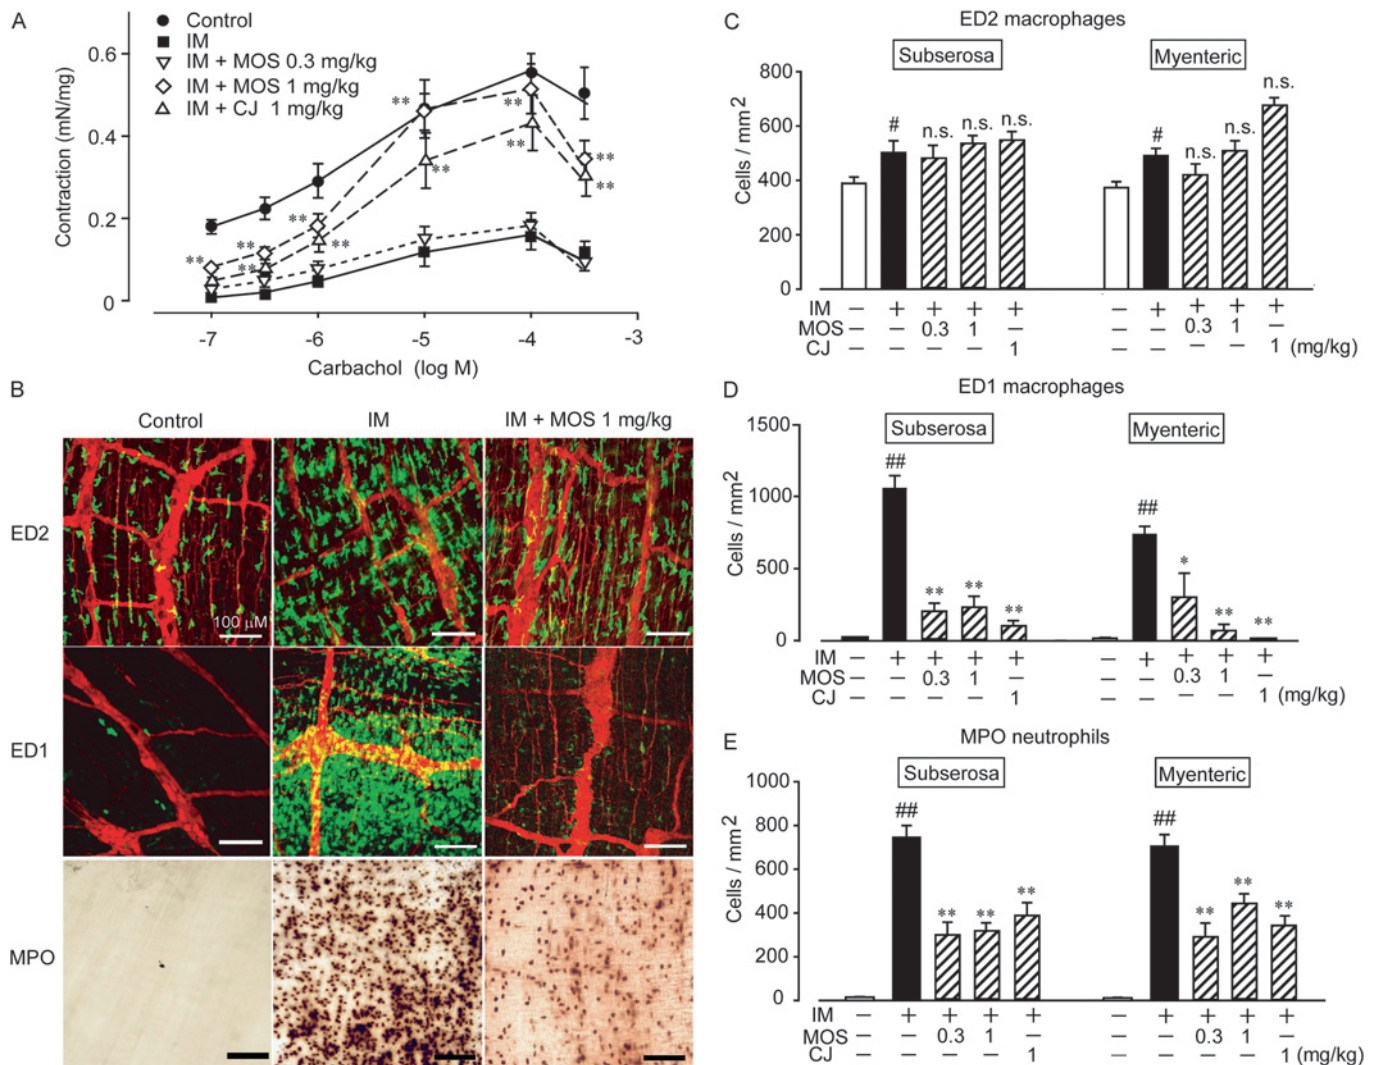 A
Control
IM
IM + MOS 0.3 mg/kg
IM + MOS 1 mg/kg
IM + CJ 1 mg/kg
Contraction (mN/mg)
0.6
0.4
0.2
0
** ** ** **
** ** ** **
** **
** **
-7 -6 -5 -4 -3
Carbachol (log M)
B
Control IM IM + MOS 1 mg/kg
ED2
100 µM
ED1
MPO
C
ED2 macrophages
Subserosa Myenteric
Cells / mm2
800
600
400
200
0
# n.s. n.s. n.s. # n.s. n.s. n.s.
IM – + + + + – + + + +
MOS – – 0.3 1 – – – 0.3 1 –
CJ – – – – 1 – – – – 1 (mg/kg)
D
ED1 macrophages
Subserosa Myenteric
Cells / mm2
1500
1000
500
0
## ** ** ** ## * ** **
IM – + + + + – + + + +
MOS – – 0.3 1 – – – 0.3 1 –
CJ – – – – 1 – – – – 1 (mg/kg)
E
MPO neutrophils
Subserosa Myenteric
Cells / mm2
1000
800
600
400
200
0
## ** ** ** ## ** ** **
IM – + + + + – + + + +
MOS – – 0.3 1 – – – 0.3 1 –
CJ – – – – 1 – – – – 1 (mg/kg)